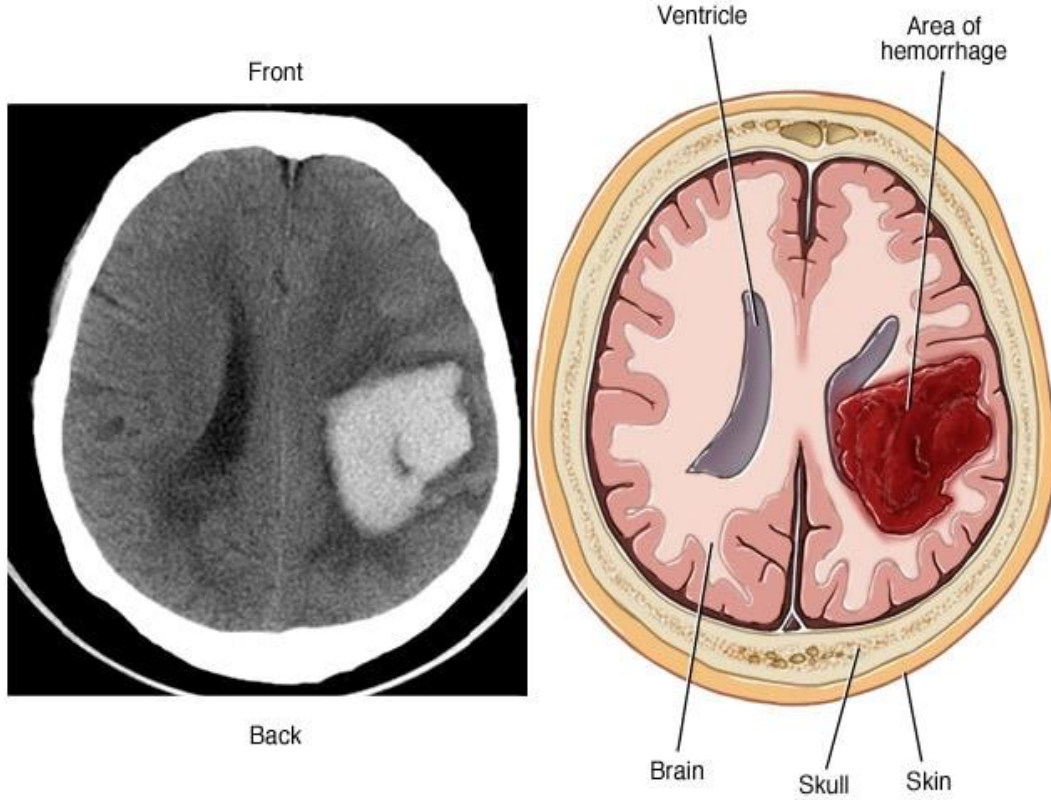 Front
Back
Ventricle
Area of
hemorrhage
Brain
Skull
Skin